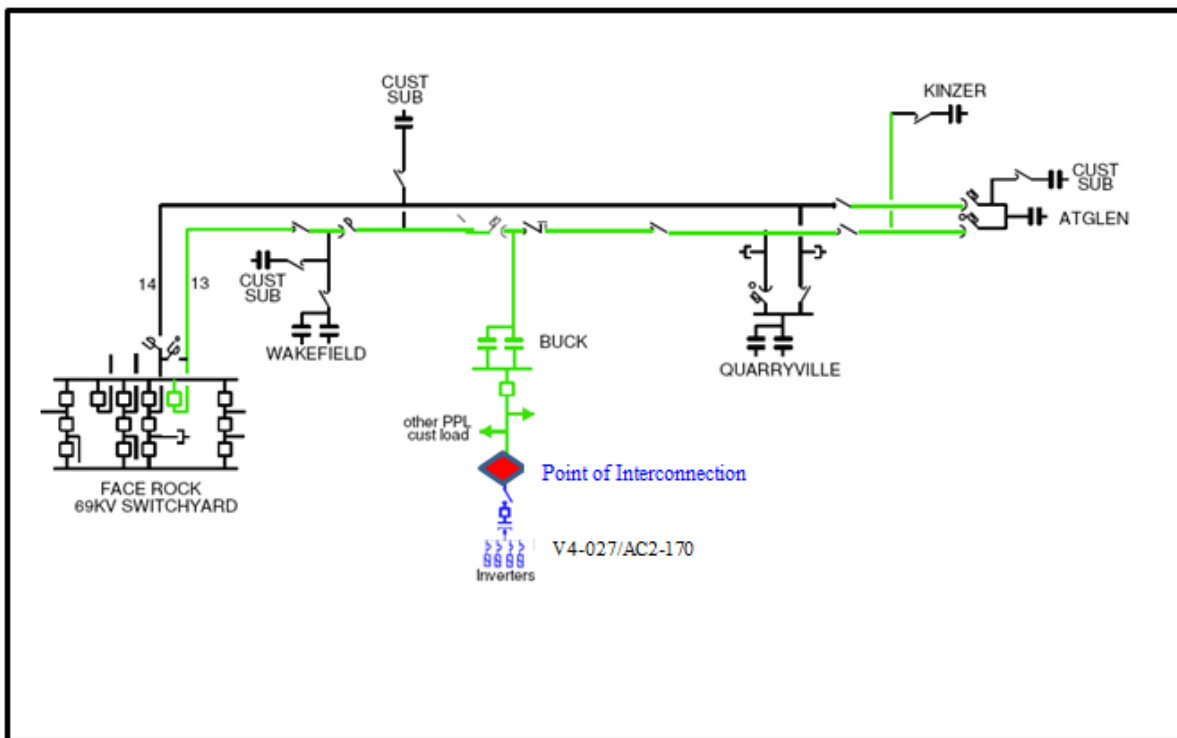 CUST
SUB
KINZER
CUST
SUB
ATGLEN
14
13
CUST
SUB
WAKEFIELD
BUCK
QUARRYVILLE
other PPL
cust load
FACE ROCK
69KV SWITCHYARD
Point of Interconnection
V4-027/AC2-170
Inverters